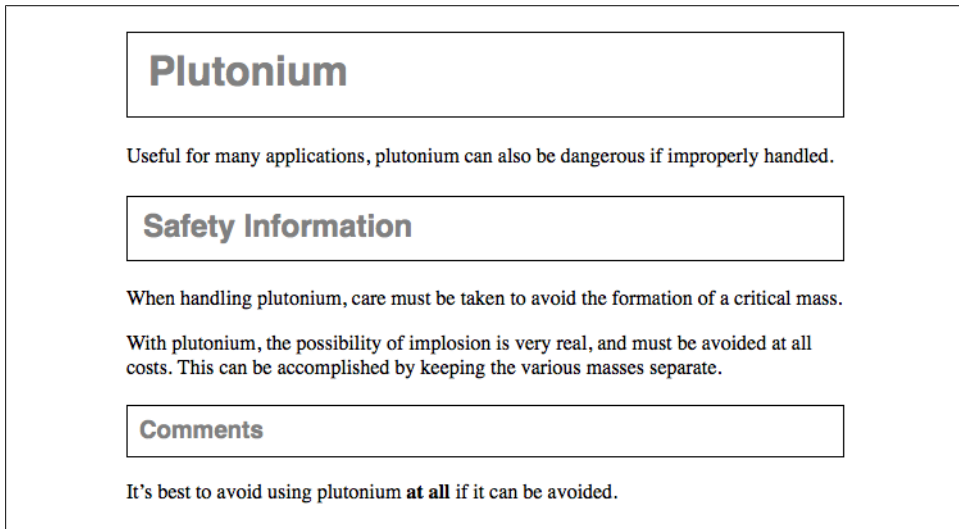 Plutonium
Useful for many applications, plutonium can also be dangerous if improperly handled.
Safety Information
When handling plutonium, care must be taken to avoid the formation of a critical mass.
With plutonium, the possibility of implosion is very real, and must be avoided at all
costs. This can be accomplished by keeping the various masses separate.
Comments
It’s best to avoid using plutonium at all if it can be avoided.